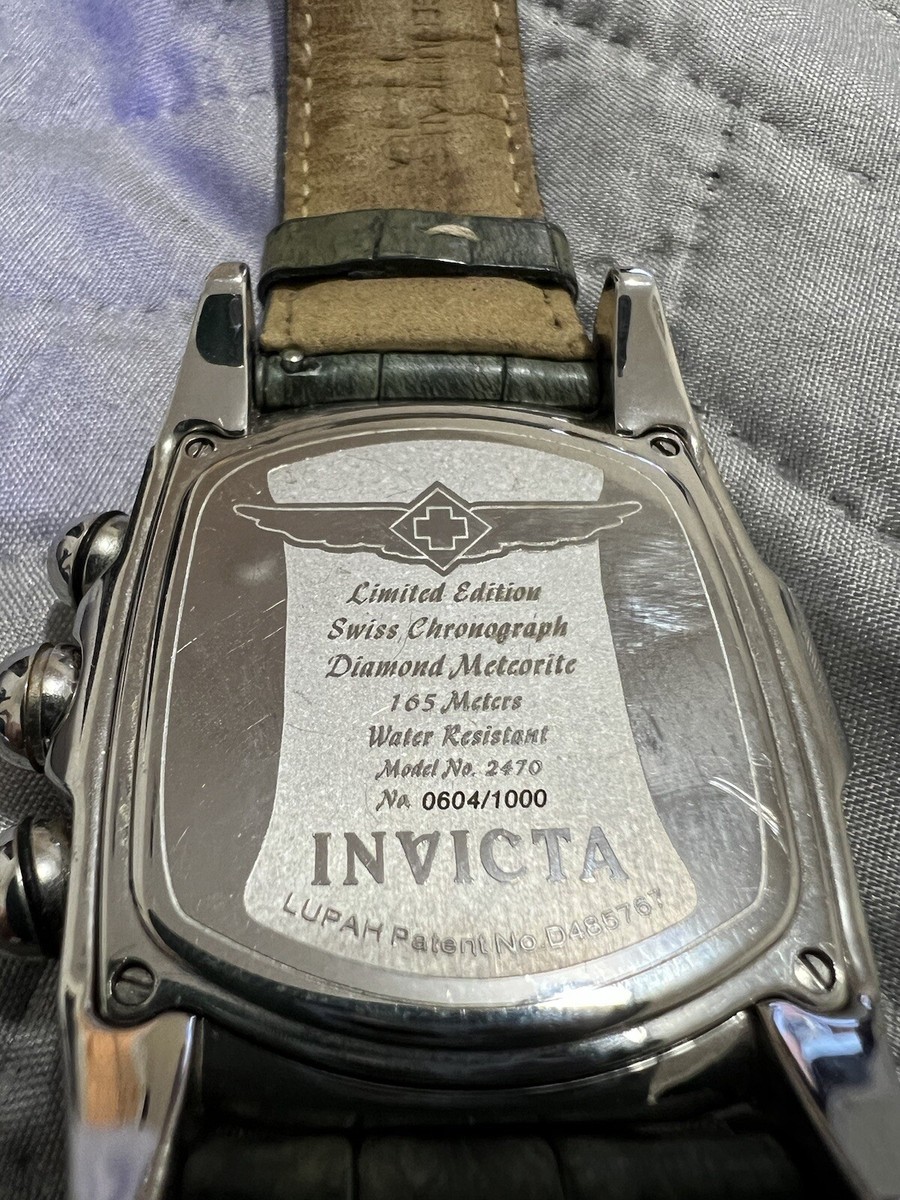 Limited Edition
Swiss Chronograph
Diamond Meteorite
165 Meters
Water Resistant
Model No. 2470
No. 0604/1000
INVICTA
LUPAH Patent No.D485767